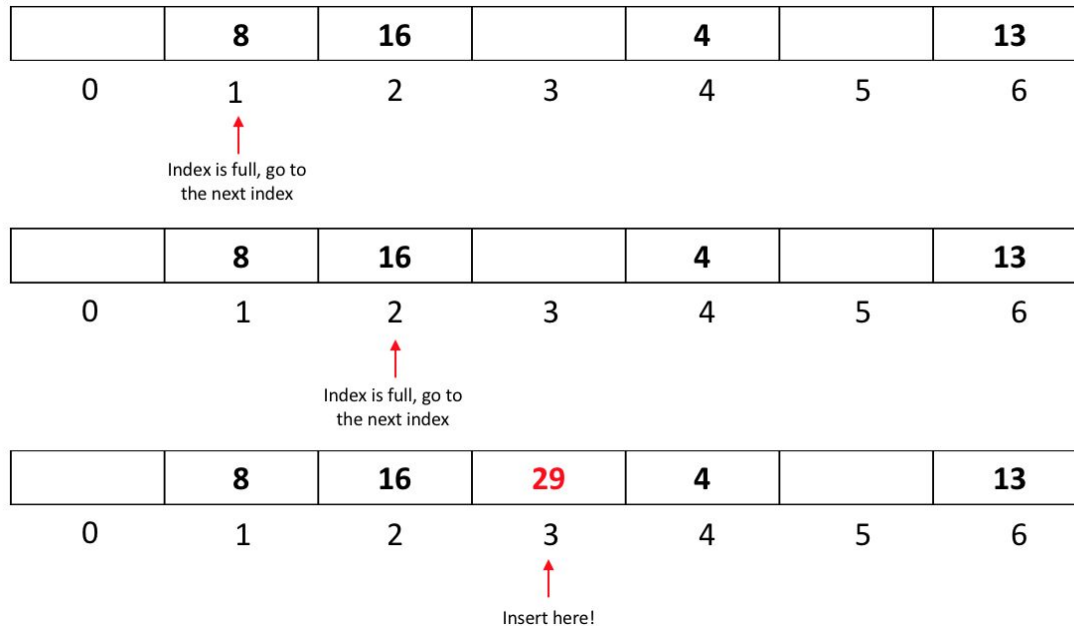 8 16 4 13
0 1 2 3 4 5 6
Index is full, go to
the next index
8 16 4 13
0 1 2 3 4 5 6
Index is full, go to
the next index
8 16 29 4 13
0 1 2 3 4 5 6
Insert here!